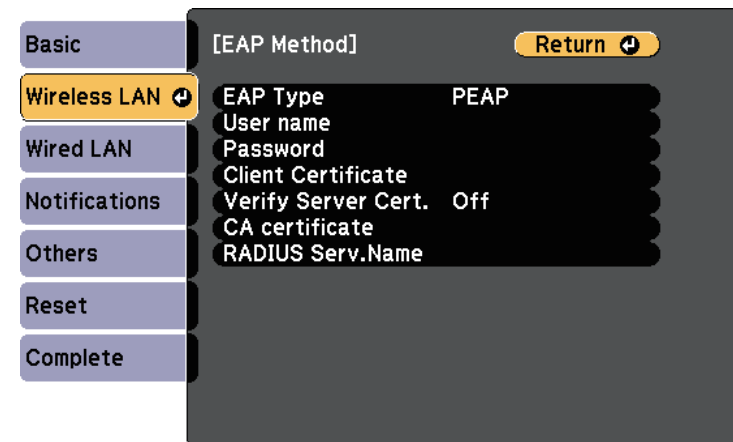 Basic
Wireless LAN
Wired LAN
Notifications
Others
Reset
Complete
[EAP Method]
Return
EAP Type PEAP
User name
Password
Client Certificate
Verify Server Cert. Off
CA certificate
RADIUS Serv.Name